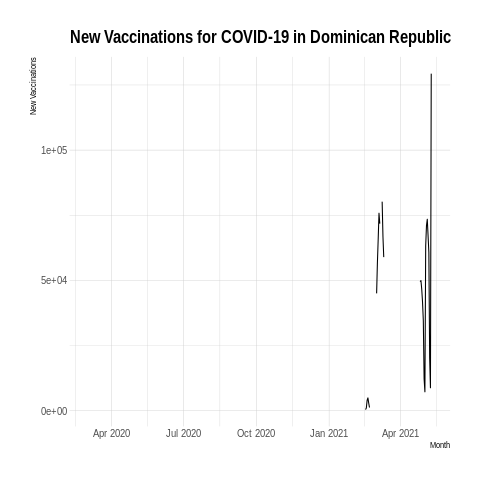 New Vaccinations for COVID-19 in Dominican Republic
New Vaccinations
1e+05
5e+04
0e+00
Apr 2020 Jul 2020 Oct 2020 Jan 2021 Apr 2021
Month